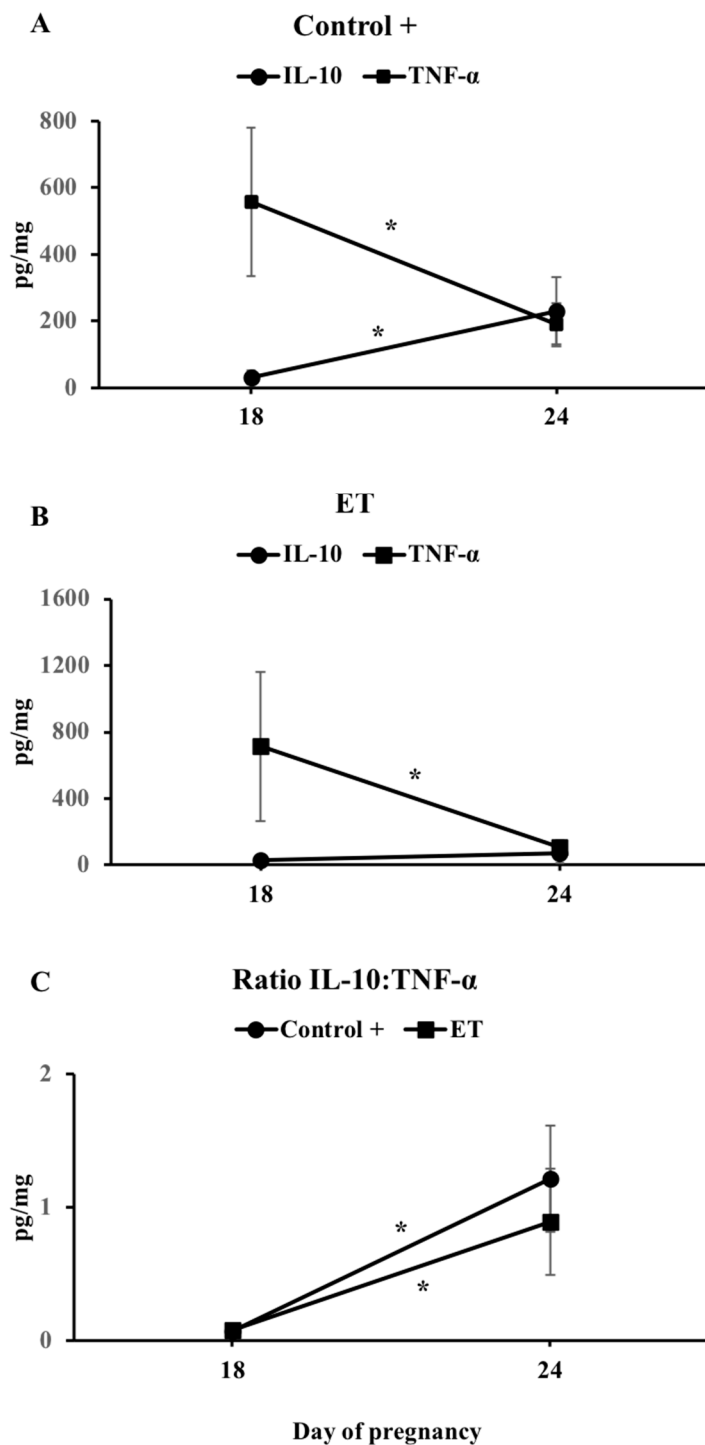 A
Control +
IL-10 TNF-α
800
600
400
200
0
pg/mg
*
*
18 24
B
ET
IL-10 TNF-α
1600
1200
800
400
0
pg/mg
*
18 24
C
Ratio IL-10:TNF-α
Control + ET
2
1
0
pg/mg
*
*
18 24
Day of pregnancy